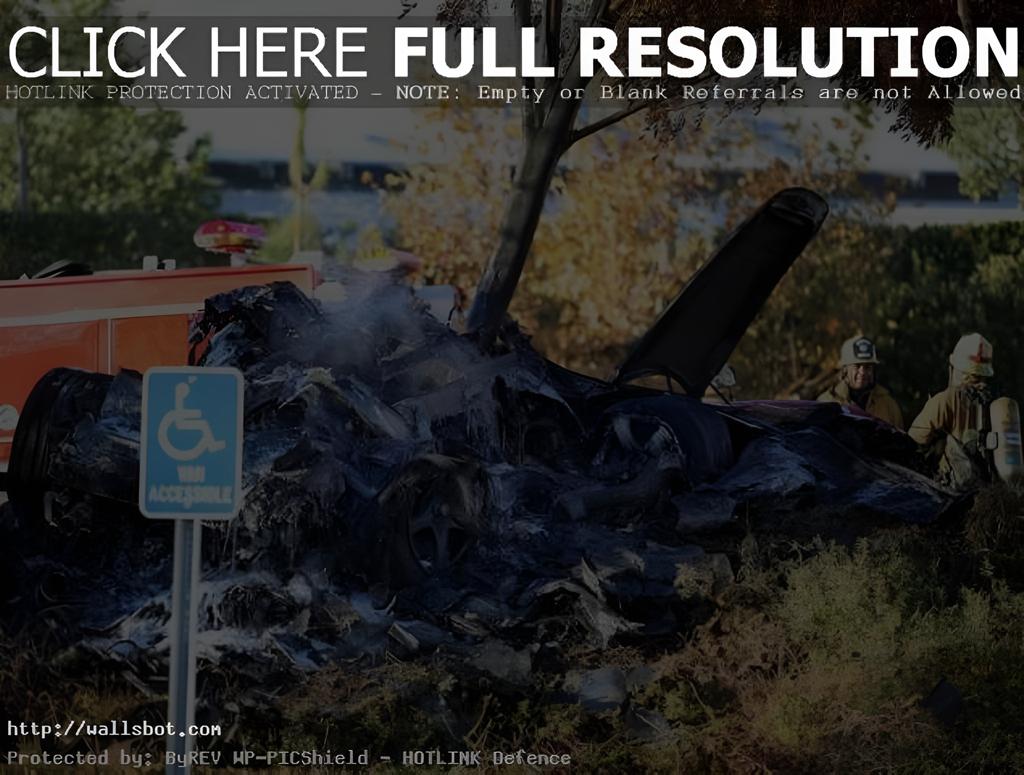 CLICK HERE FULL RESOLUTION
HOTLINK PROTECTION ACTIVATED - NOTE: Empty or Blank Referrals are not Allowed
VAN
ACCESSIBLE
http://wallsbot.com
Protected by: ByREV WP-PICShield - HOTLINK Defence